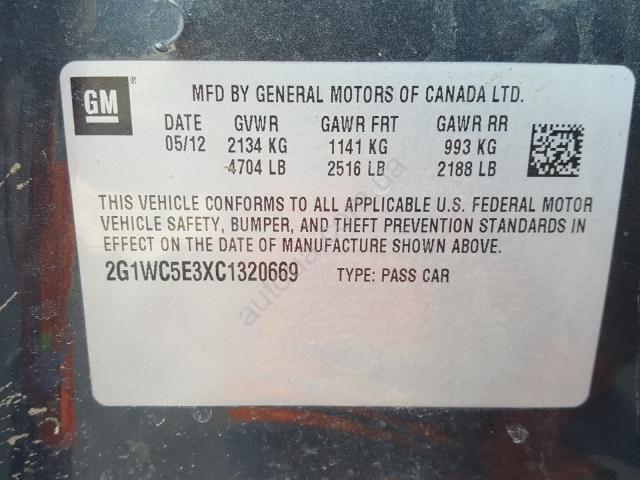 GM ®
MFD BY GENERAL MOTORS OF CANADA LTD.
DATE GVWR GAWR FRT GAWR RR
05/12 2134 KG 1141 KG 993 KG
4704 LB 2516 LB 2188 LB
THIS VEHICLE CONFORMS TO ALL APPLICABLE U.S. FEDERAL MOTOR
VEHICLE SAFETY, BUMPER, AND THEFT PREVENTION STANDARDS IN
EFFECT ON THE DATE OF MANUFACTURE SHOWN ABOVE.
2G1WC5E3XC1320669 TYPE: PASS CAR